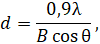 d = 0,9λ / B cos θ,